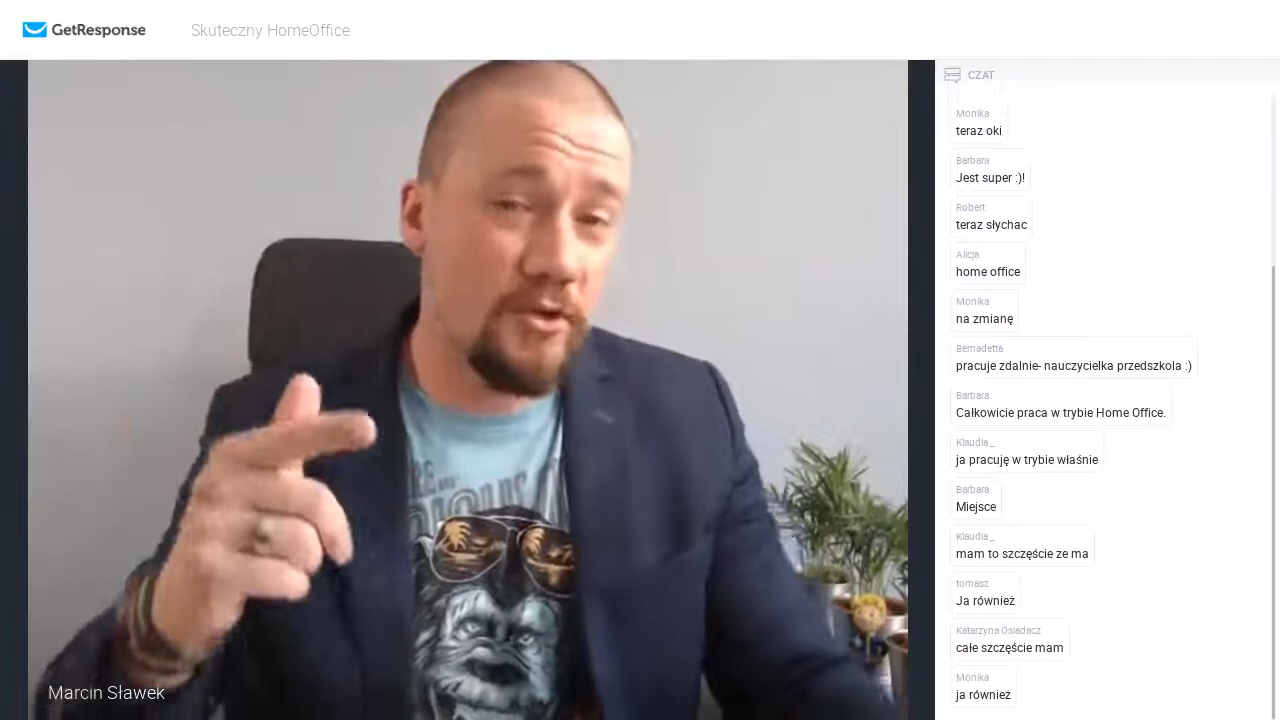 GetResponse
Skuteczny HomeOffice
CZAT
Monika
teraz oki
Barbara
Jest super :)!
Robert
teraz słychac
Alicja
home office
Monika
na zmianę
Bernadetta
pracuje zdalnie- nauczycielka przedszkola :)
Barbara
Całkowicie praca w trybie Home Office.
Klaudia _
ja pracuję w trybie właśnie
Barbara
Miejsce
Klaudia _
mam to szczęście ze ma
tomasz
Ja również
Katarzyna Osiadacz
całe szczęście mam
Monika
ja również
Marcin Sławek